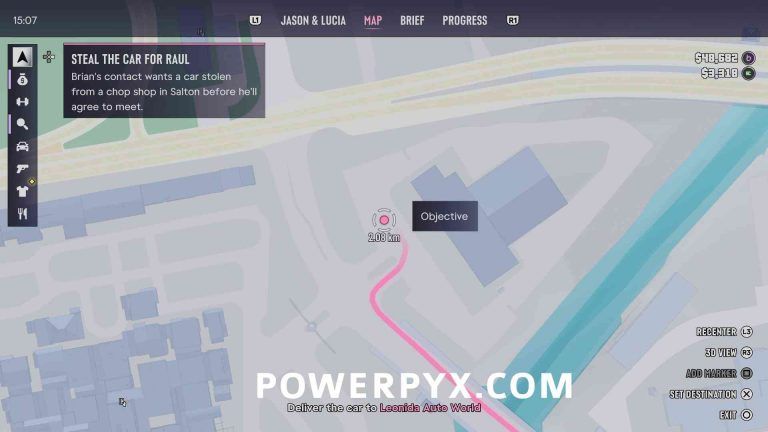 15:07
L1 JASON & LUCIA MAP BRIEF PROGRESS R1
STEAL THE CAR FOR RAUL
Brian's contact wants a car stolen
from a chop shop in Salton before he'll
agree to meet.
$48,682
$3,318
Objective
2.08 km
RECENTER L3
3D VIEW R3
ADD MARKER
SET DESTINATION
EXIT
POWERPYX.COM
Deliver the car to Leonida Auto World